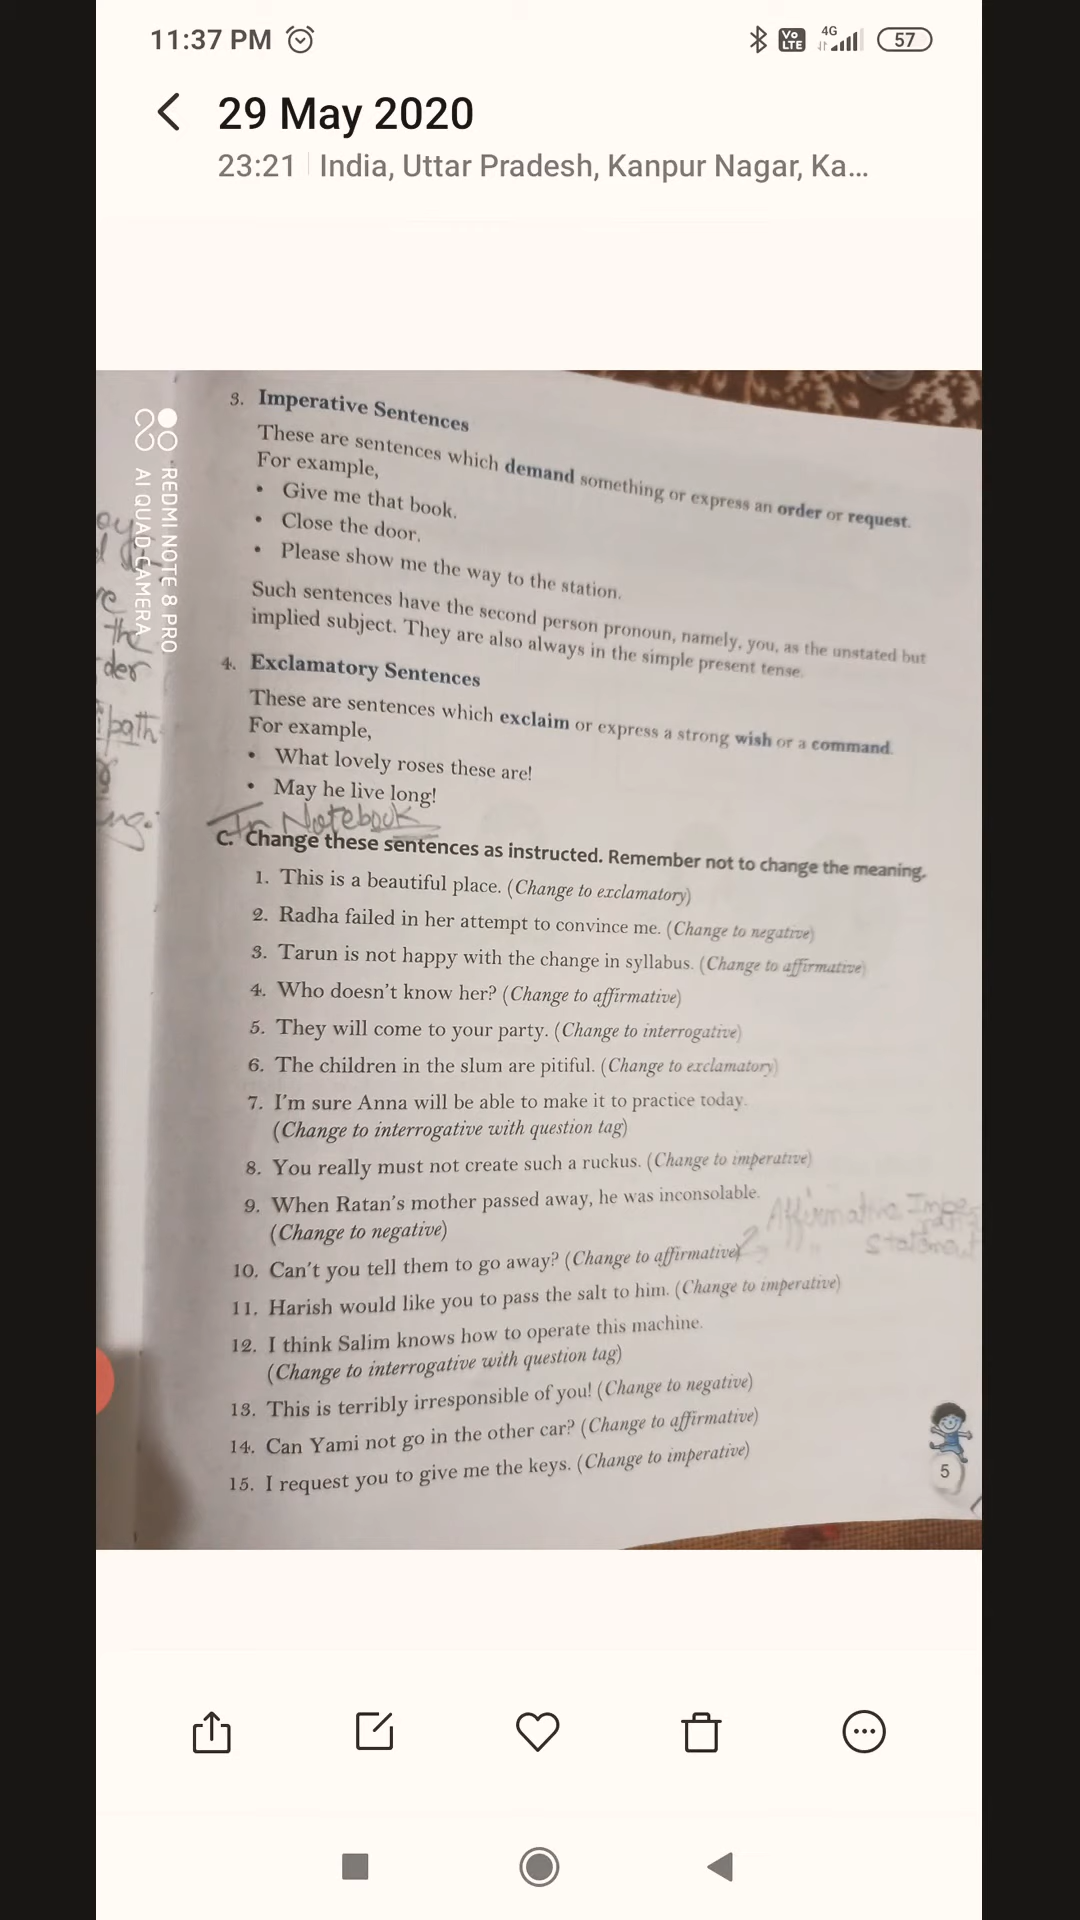 11:37 PM
Vo LTE 4G 57
29 May 2020
23:21 India, Uttar Pradesh, Kanpur Nagar, Ka...
REDMI NOTE 8 PRO
AI QUAD CAMERA
the
der
path
ng.
3. Imperative Sentences
These are sentences which demand something or express an order or request.
For example,
• Give me that book.
• Close the door.
• Please show me the way to the station.
Such sentences have the second person pronoun, namely, you, as the unstated but
implied subject. They are also always in the simple present tense.
4. Exclamatory Sentences
These are sentences which exclaim or express a strong wish or a command.
For example,
• What lovely roses these are!
• May he live long!
In Notebook
C. Change these sentences as instructed. Remember not to change the meaning.
1. This is a beautiful place. (Change to exclamatory)
2. Radha failed in her attempt to convince me. (Change to negative)
3. Tarun is not happy with the change in syllabus. (Change to affirmative)
4. Who doesn't know her? (Change to affirmative)
5. They will come to your party. (Change to interrogative)
6. The children in the slum are pitiful. (Change to exclamatory)
7. I'm sure Anna will be able to make it to practice today.
(Change to interrogative with question tag)
8. You really must not create such a ruckus. (Change to imperative)
9. When Ratan's mother passed away, he was inconsolable.
(Change to negative)
Affirmative
Statement
10. Can't you tell them to go away? (Change to affirmative)
11. Harish would like you to pass the salt to him. (Change to imperative)
12. I think Salim knows how to operate this machine.
(Change to interrogative with question tag)
13. This is terribly irresponsible of you! (Change to negative)
14. Can Yami not go in the other car? (Change to affirmative)
15. I request you to give me the keys. (Change to imperative)
5